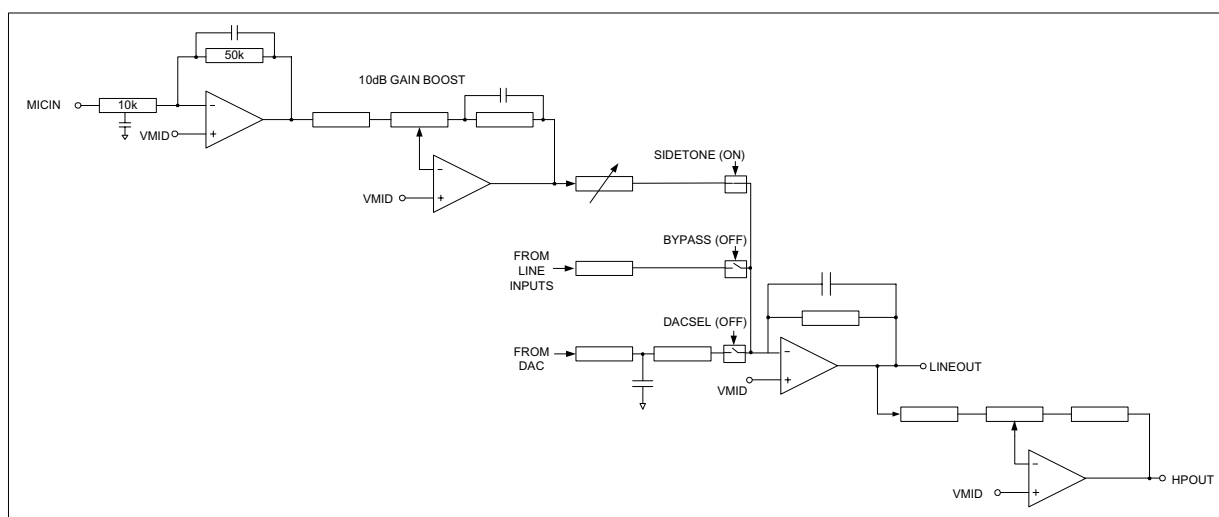 50k
10dB GAIN BOOST
MICIN
10k
−
VMID
+
SIDETONE (ON)
−
VMID
+
BYPASS (OFF)
FROM
LINE
INPUTS
DACSEL (OFF)
FROM
DAC
−
LINEOUT
VMID
+
−
HPOUT
VMID
+